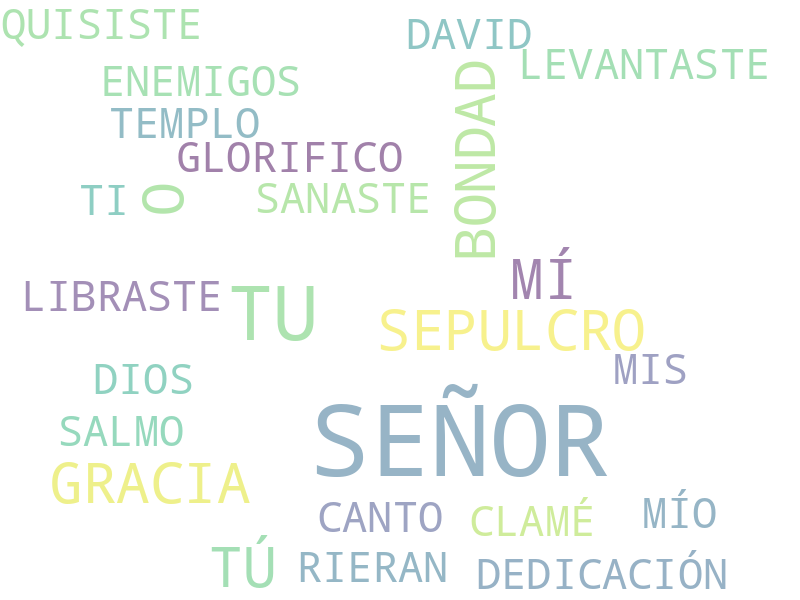 QUISISTE
DAVID
LEVANTASTE
ENEMIGOS
TEMPLO
BONDAD
GLORIFICO
TI
O
SANASTE
MÍ
LIBRASTE
TU
SEPULCRO
MIS
DIOS
SEÑOR
SALMO
GRACIA
CANTO
CLAMÉ
MÍO
TÚ
RIERAN
DEDICACIÓN